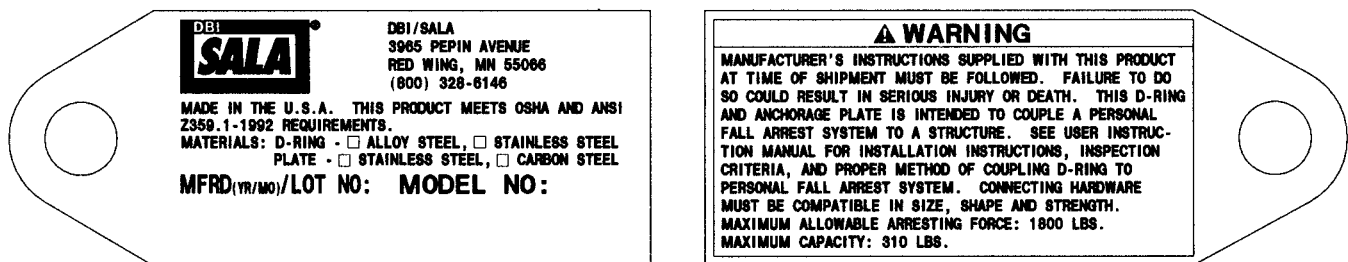 DBI
SALA®
DBI/SALA
3965 PEPIN AVENUE
RED WING, MN 55066
(800) 328-6146
MADE IN THE U.S.A. THIS PRODUCT MEETS OSHA AND ANSI
Z359.1-1992 REQUIREMENTS.
MATERIALS: D-RING - ☐ ALLOY STEEL, ☐ STAINLESS STEEL
PLATE - ☐ STAINLESS STEEL, ☐ CARBON STEEL
MFRD(YR/MO)/LOT NO: MODEL NO:
⚠ WARNING
MANUFACTURER'S INSTRUCTIONS SUPPLIED WITH THIS PRODUCT
AT TIME OF SHIPMENT MUST BE FOLLOWED. FAILURE TO DO
SO COULD RESULT IN SERIOUS INJURY OR DEATH. THIS D-RING
AND ANCHORAGE PLATE IS INTENDED TO COUPLE A PERSONAL
FALL ARREST SYSTEM TO A STRUCTURE. SEE USER INSTRUC-
TION MANUAL FOR INSTALLATION INSTRUCTIONS, INSPECTION
CRITERIA, AND PROPER METHOD OF COUPLING D-RING TO
PERSONAL FALL ARREST SYSTEM. CONNECTING HARDWARE
MUST BE COMPATIBLE IN SIZE, SHAPE AND STRENGTH.
MAXIMUM ALLOWABLE ARRESTING FORCE: 1800 LBS.
MAXIMUM CAPACITY: 310 LBS.